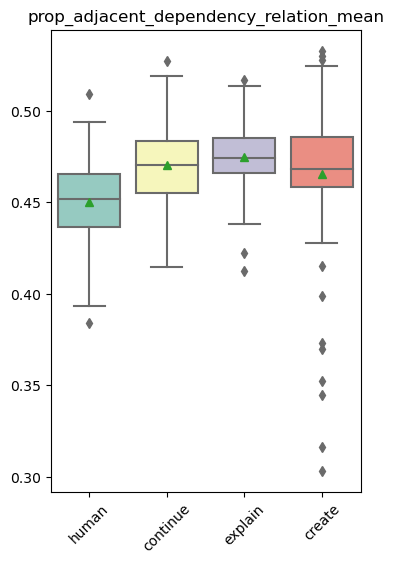 prop_adjacent_dependency_relation_mean
0.50
0.45
0.40
0.35
0.30
human
continue
explain
create